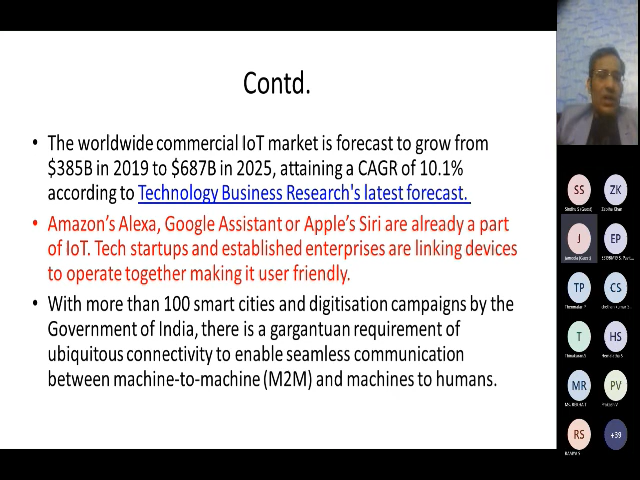 Contd.
• The worldwide commercial IoT market is forecast to grow from
$385B in 2019 to $687B in 2025, attaining a CAGR of 10.1%
according to Technology Business Research's latest forecast.
• Amazon's Alexa, Google Assistant or Apple's Siri are already a part
of IoT. Tech startups and established enterprises are linking devices
to operate together making it user friendly.
• With more than 100 smart cities and digitisation campaigns by the
Government of India, there is a gargantuan requirement of
ubiquitous connectivity to enable seamless communication
between machine-to-machine (M2M) and machines to humans.
SS ZK
J EP
TP CS
T HS
MR PV
RS +39